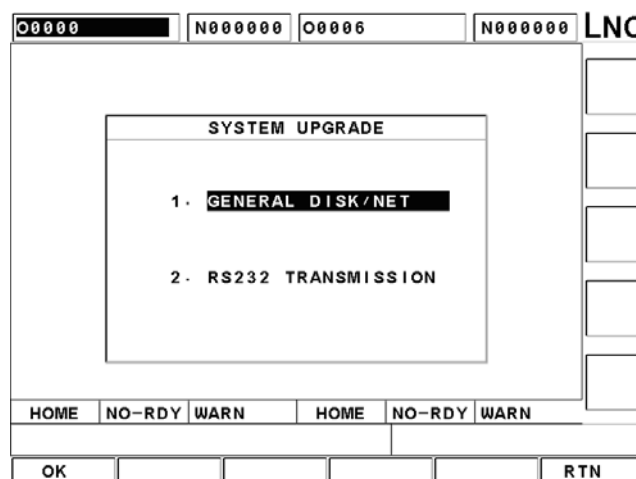 O0000 N000000 O0006 N000000 LNC
SYSTEM UPGRADE
1. GENERAL DISK/NET
2. RS232 TRANSMISSION
HOME NO-RDY WARN HOME NO-RDY WARN
OK RTN